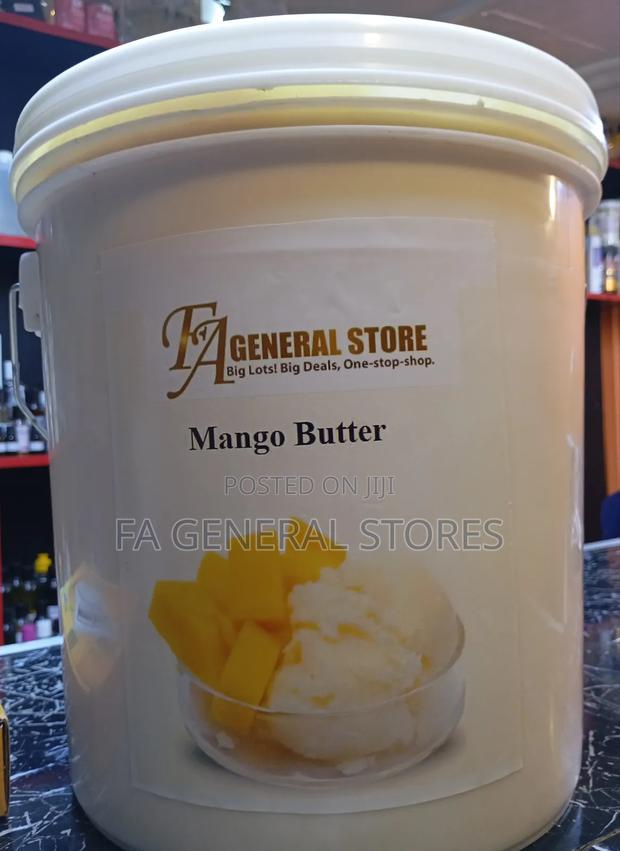 FA GENERAL STORE
Big Lots! Big Deals, One-stop-shop.
Mango Butter
POSTED ON JIJI
FA GENERAL STORES